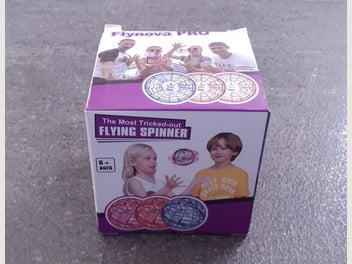 Flynova PRO
The Most Tricked-out
FLYING SPINNER
6+
AGES